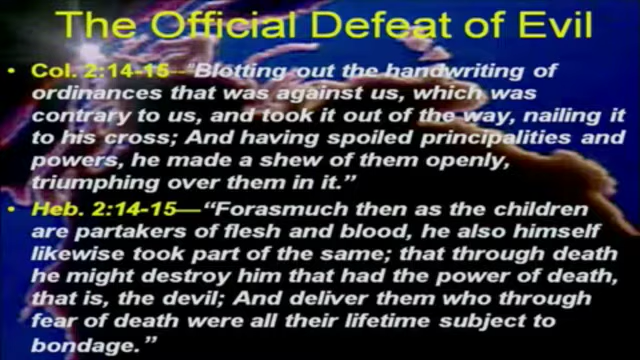 The Official Defeat of Evil
• Col. 2:14-15—"Blotting out the handwriting of
ordinances that was against us, which was
contrary to us, and took it out of the way, nailing it
to his cross; And having spoiled principalities and
powers, he made a shew of them openly,
triumphing over them in it.”
• Heb. 2:14-15—“Forasmuch then as the children
are partakers of flesh and blood, he also himself
likewise took part of the same; that through death
he might destroy him that had the power of death,
that is, the devil; And deliver them who through
fear of death were all their lifetime subject to
bondage.”